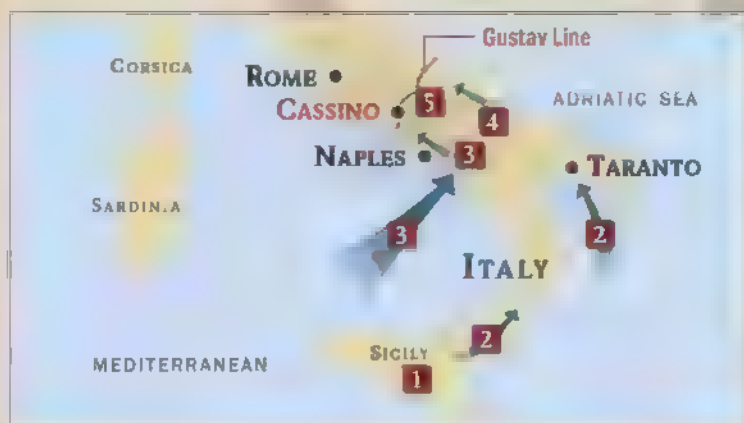 Gustav Line
CORSICA
ROME
CASSINO
5
ADRIATIC SEA
4
NAPLES
3
TARANTO
SARDINIA
3
2
ITALY
2
SICILY
MEDITERRANEAN
1